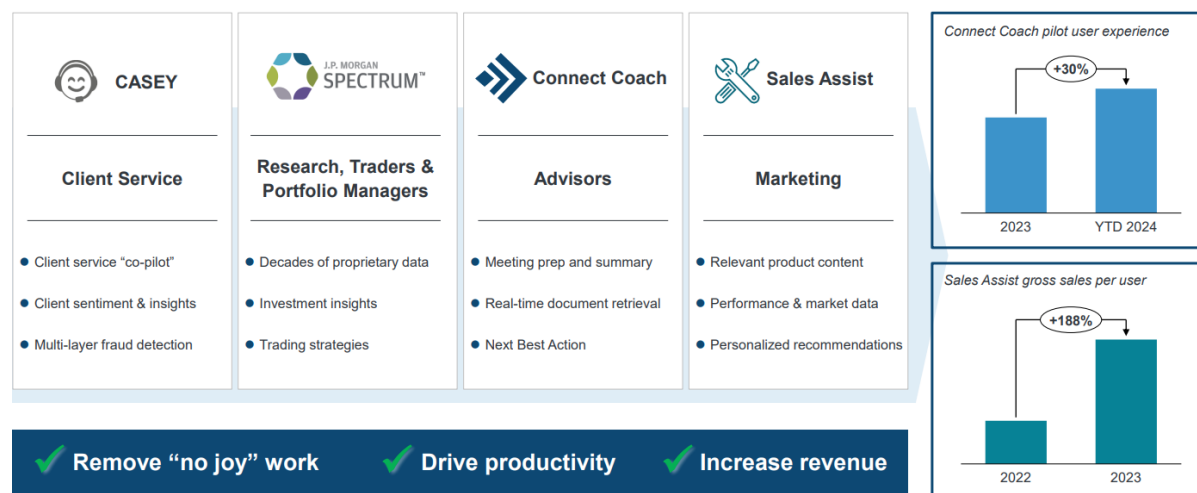 CASEY
Client Service
Client service “co-pilot”
Client sentiment & insights
Multi-layer fraud detection
J.P. MORGAN
SPECTRUM™
Research, Traders &
Portfolio Managers
Decades of proprietary data
Investment insights
Trading strategies
Connect Coach
Advisors
Meeting prep and summary
Real-time document retrieval
Next Best Action
Sales Assist
Marketing
Relevant product content
Performance & market data
Personalized recommendations
Connect Coach pilot user experience
+30%
2023
YTD 2024
Sales Assist gross sales per user
+188%
2022
2023
Remove “no joy” work
Drive productivity
Increase revenue